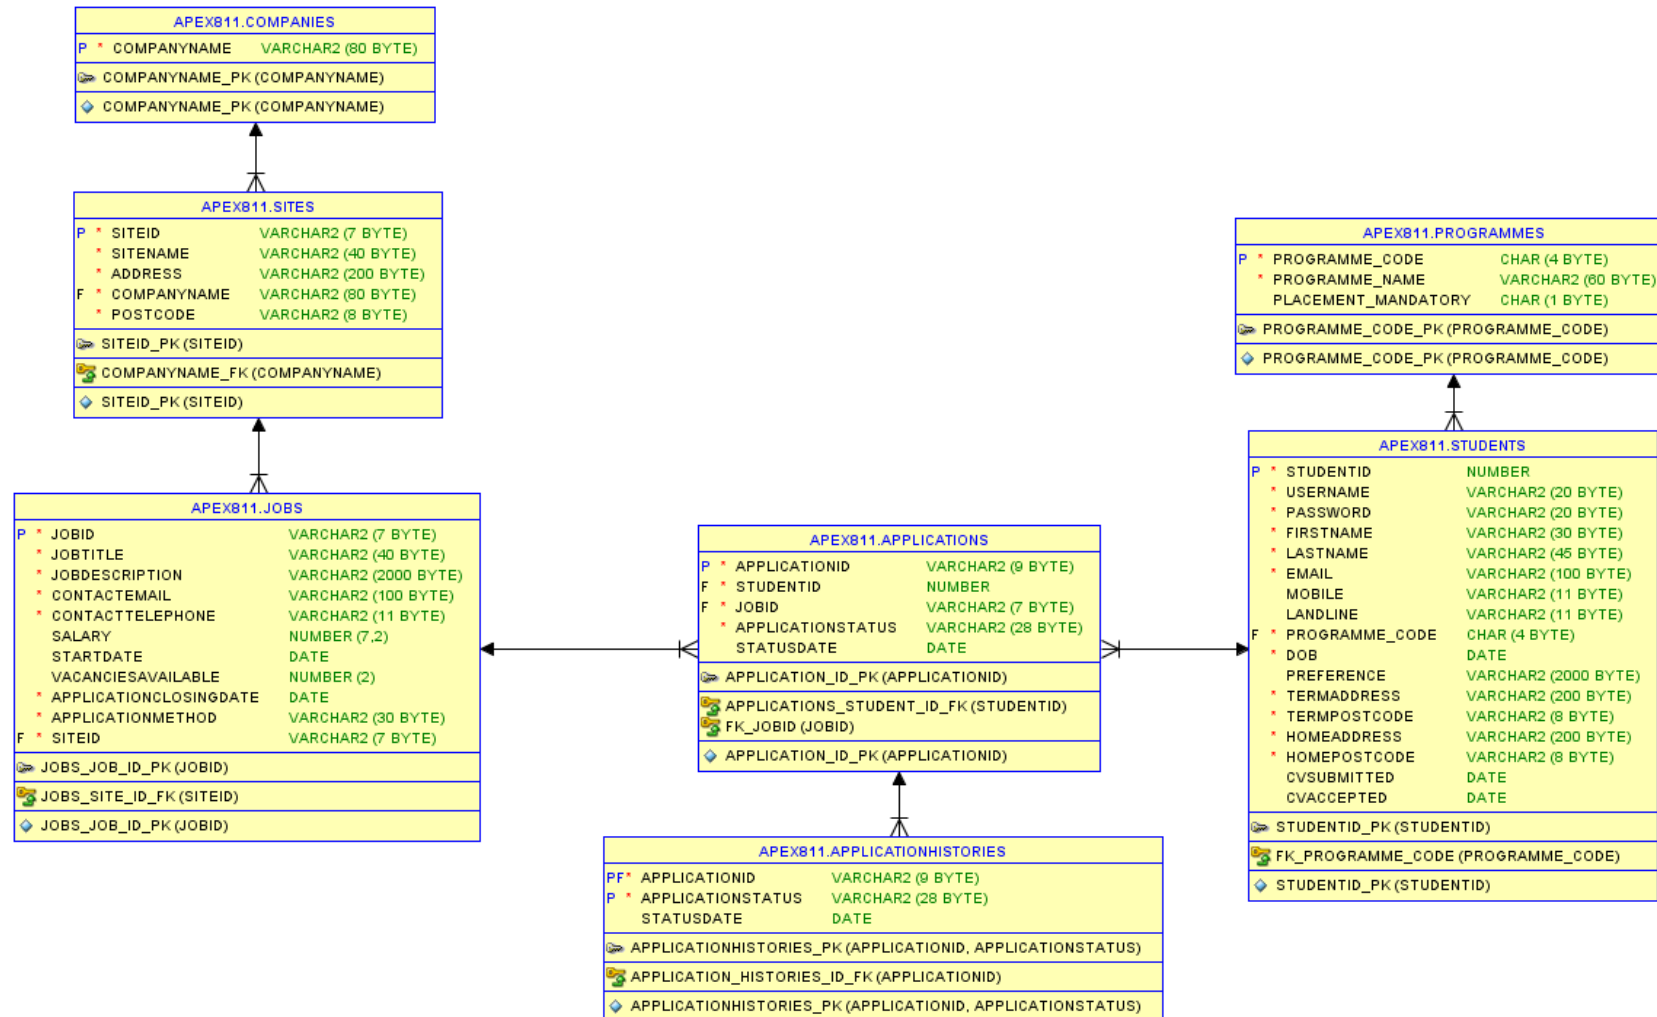 APEX811.COMPANIES
P * COMPANYNAME VARCHAR2 (80 BYTE)
COMPANYNAME_PK (COMPANYNAME)
COMPANYNAME_PK (COMPANYNAME)
APEX811.SITES
P * SITEID VARCHAR2 (7 BYTE)
* SITENAME VARCHAR2 (40 BYTE)
* ADDRESS VARCHAR2 (200 BYTE)
F * COMPANYNAME VARCHAR2 (80 BYTE)
* POSTCODE VARCHAR2 (8 BYTE)
SITEID_PK (SITEID)
COMPANYNAME_FK (COMPANYNAME)
SITEID_PK (SITEID)
APEX811.JOBS
P * JOBID VARCHAR2 (7 BYTE)
* JOBTITLE VARCHAR2 (40 BYTE)
* JOBDESCRIPTION VARCHAR2 (2000 BYTE)
* CONTACTEMAIL VARCHAR2 (100 BYTE)
* CONTACTTELEPHONE VARCHAR2 (11 BYTE)
SALARY NUMBER (7,2)
STARTDATE DATE
VACANCIESAVAILABLE NUMBER (2)
* APPLICATIONCLOSINGDATE DATE
* APPLICATIONMETHOD VARCHAR2 (30 BYTE)
F * SITEID VARCHAR2 (7 BYTE)
JOBS_JOB_ID_PK (JOBID)
JOBS_SITE_ID_FK (SITEID)
JOBS_JOB_ID_PK (JOBID)
APEX811.APPLICATIONS
P * APPLICATIONID VARCHAR2 (9 BYTE)
F * STUDENTID NUMBER
F * JOBID VARCHAR2 (7 BYTE)
* APPLICATIONSTATUS VARCHAR2 (28 BYTE)
STATUSDATE DATE
APPLICATION_ID_PK (APPLICATIONID)
APPLICATIONS_STUDENT_ID_FK (STUDENTID)
FK_JOBID (JOBID)
APPLICATION_ID_PK (APPLICATIONID)
APEX811.APPLICATIONHISTORIES
PF* APPLICATIONID VARCHAR2 (9 BYTE)
P * APPLICATIONSTATUS VARCHAR2 (28 BYTE)
STATUSDATE DATE
APPLICATIONHISTORIES_PK (APPLICATIONID, APPLICATIONSTATUS)
APPLICATION_HISTORIES_ID_FK (APPLICATIONID)
APPLICATIONHISTORIES_PK (APPLICATIONID, APPLICATIONSTATUS)
APEX811.PROGRAMMES
P * PROGRAMME_CODE CHAR (4 BYTE)
* PROGRAMME_NAME VARCHAR2 (60 BYTE)
PLACEMENT_MANDATORY CHAR (1 BYTE)
PROGRAMME_CODE_PK (PROGRAMME_CODE)
PROGRAMME_CODE_PK (PROGRAMME_CODE)
APEX811.STUDENTS
P * STUDENTID NUMBER
* USERNAME VARCHAR2 (20 BYTE)
* PASSWORD VARCHAR2 (20 BYTE)
* FIRSTNAME VARCHAR2 (30 BYTE)
* LASTNAME VARCHAR2 (45 BYTE)
* EMAIL VARCHAR2 (100 BYTE)
MOBILE VARCHAR2 (11 BYTE)
LANDLINE VARCHAR2 (11 BYTE)
F * PROGRAMME_CODE CHAR (4 BYTE)
* DOB DATE
PREFERENCE VARCHAR2 (2000 BYTE)
* TERMADDRESS VARCHAR2 (200 BYTE)
* TERMPOSTCODE VARCHAR2 (8 BYTE)
* HOMEADDRESS VARCHAR2 (200 BYTE)
* HOMEPOSTCODE VARCHAR2 (8 BYTE)
CVSUBMITTED DATE
CVACCEPTED DATE
STUDENTID_PK (STUDENTID)
FK_PROGRAMME_CODE (PROGRAMME_CODE)
STUDENTID_PK (STUDENTID)